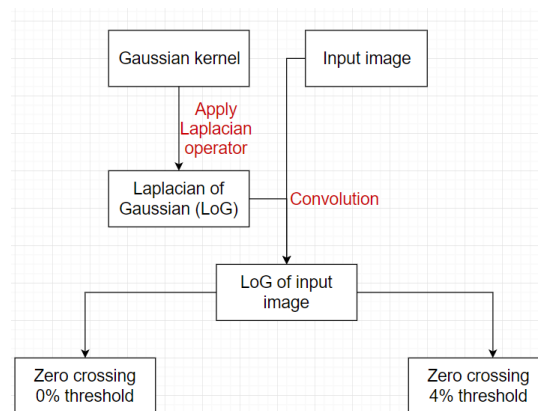 Gaussian kernel
Input image
Apply
Laplacian
operator
Laplacian of
Gaussian (LoG)
Convolution
LoG of input
image
Zero crossing
0% threshold
Zero crossing
4% threshold